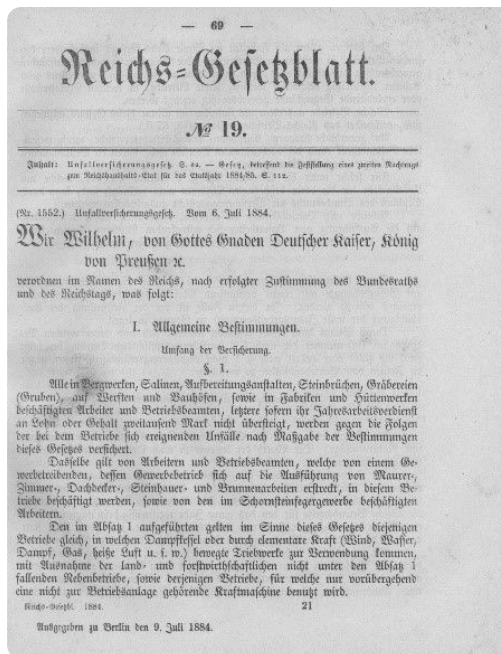 — 69 —
Reichs-Gesetzblatt.
№ 19.
Inhalt: Unfallversicherungsgesetz. S. 69. — Gesetz, betreffend die Feststellung eines zweiten Nachtrags
zum Reichshaushalts-Etat für das Etatsjahr 1884/85. S. 112.
(Nr. 1552.) Unfallversicherungsgesetz. Vom 6. Juli 1884.
Wir Wilhelm, von Gottes Gnaden Deutscher Kaiser, König
von Preußen ꝛc.
verordnen im Namen des Reichs, nach erfolgter Zustimmung des Bundesraths
und des Reichstags, was folgt:
I. Allgemeine Bestimmungen.
Umfang der Versicherung.
§. 1.
Alle in Bergwerken, Salinen, Aufbereitungsanstalten, Steinbrüchen, Gräbereien
(Gruben), auf Werften und Bauhöfen, sowie in Fabriken und Hüttenwerken
beschäftigten Arbeiter und Betriebsbeamten, letztere sofern ihr Jahresarbeitsverdienst
an Lohn oder Gehalt zweitausend Mark nicht übersteigt, werden gegen die Folgen
der bei dem Betriebe sich ereignenden Unfälle nach Maßgabe der Bestimmungen
dieses Gesetzes versichert.
Dasselbe gilt von Arbeitern und Betriebsbeamten, welche von einem Ge-
werbetreibenden, dessen Gewerbebetrieb sich auf die Ausführung von Maurer-,
Zimmer-, Dachdecker-, Steinhauer- und Brunnenarbeiten erstreckt, in diesem Be-
triebe beschäftigt werden, sowie von den im Schornsteinfegergewerbe beschäftigten
Arbeitern.
Den im Absatz 1 aufgeführten gelten im Sinne dieses Gesetzes diejenigen
Betriebe gleich, in welchen Dampfkessel oder durch elementare Kraft (Wind, Wasser,
Dampf, Gas, heiße Luft u. s. w.) bewegte Triebwerke zur Verwendung kommen,
mit Ausnahme der land- und forstwirthschaftlichen nicht unter den Absatz 1
fallenden Nebenbetriebe, sowie derjenigen Betriebe, für welche nur vorübergehend
eine nicht zur Betriebsanlage gehörende Kraftmaschine benutzt wird.
Reichs-Gesetzbl. 1884. 21
Ausgegeben zu Berlin den 9. Juli 1884.